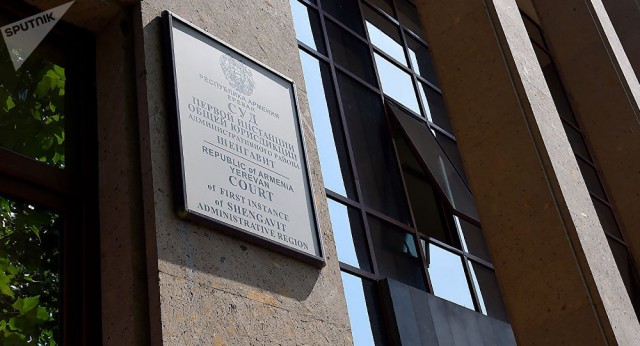 SPUTNIK
РЕСПУБЛИКА АРМЕНИЯ
ЕРЕВАН
СУД
ПЕРВОЙ ИНСТАНЦИИ
ОБЩЕЙ ЮРИСДИКЦИИ
АДМИНИСТРАТИВНОГО РАЙОНА
ШЕНГАВИТ
REPUBLIC of ARMENIA
YEREVAN
COURT
of FIRST INSTANCE
of SHENGAVIT
ADMINISTRATIVE REGION